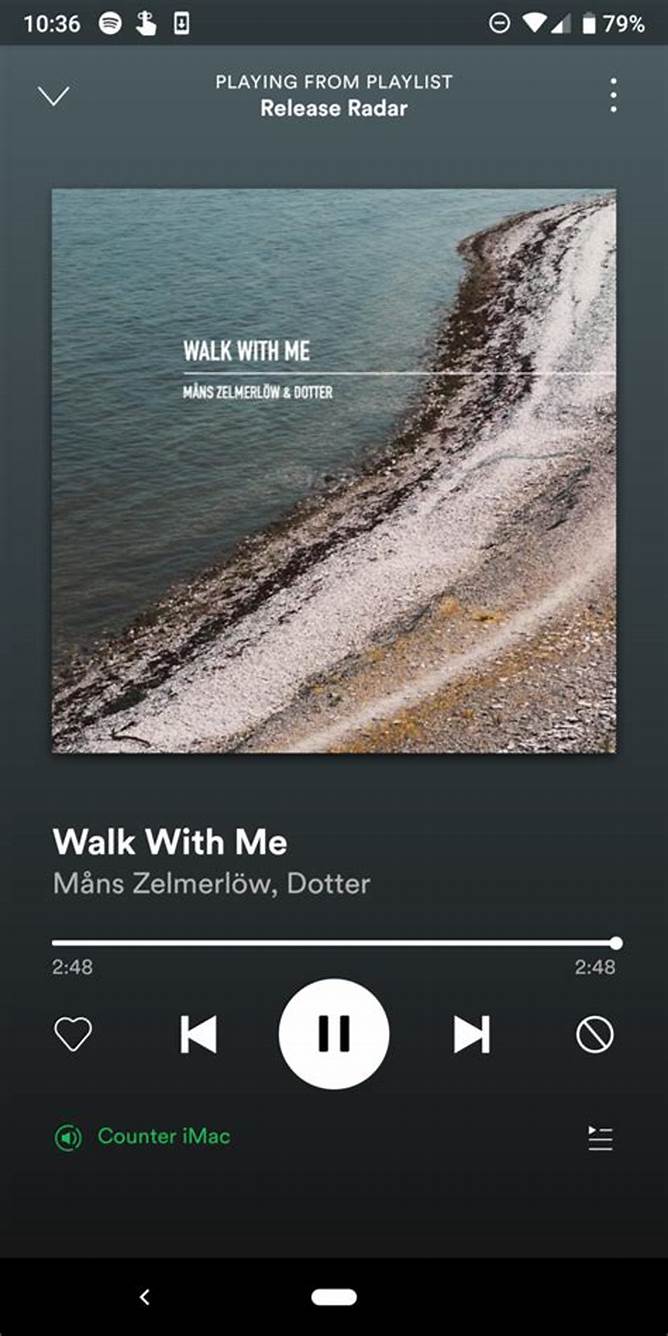 10:36
79%
PLAYING FROM PLAYLIST
Release Radar
WALK WITH ME
MÅNS ZELMERLÖW & DOTTER
Walk With Me
Måns Zelmerlöw, Dotter
2:48
2:48
Counter iMac